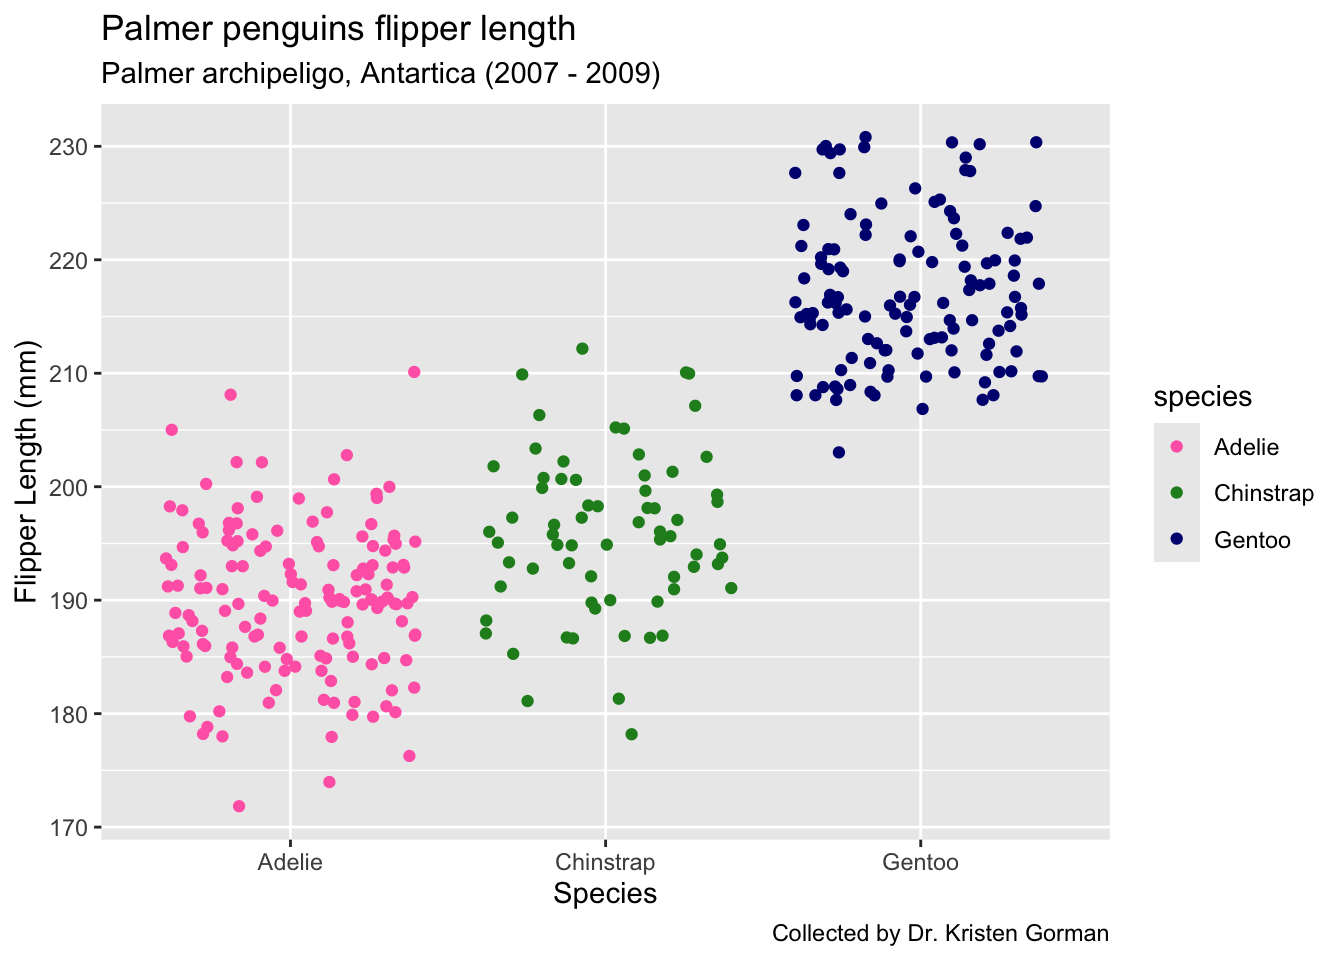 Palmer penguins flipper length
Palmer archipeligo, Antartica (2007 - 2009)
Flipper Length (mm)
230
220
210
200
190
180
170
Adelie
Chinstrap
Gentoo
Species
species
Adelie
Chinstrap
Gentoo
Collected by Dr. Kristen Gorman